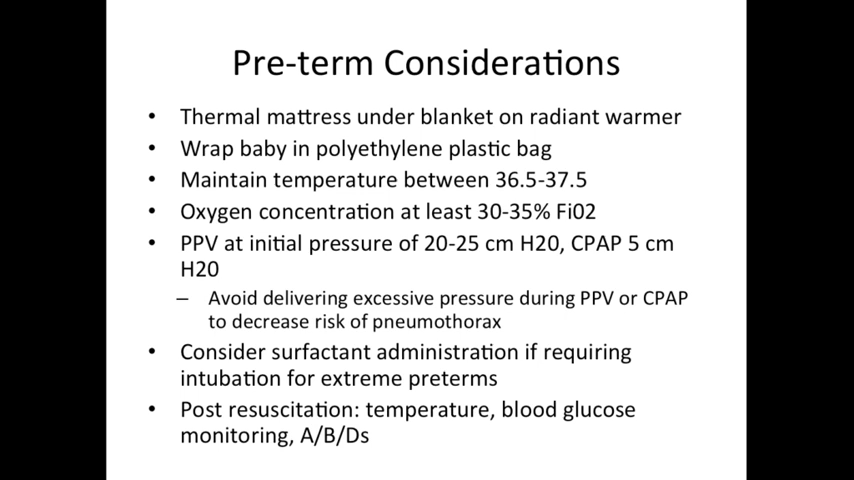 Pre-term Considerations
• Thermal mattress under blanket on radiant warmer
• Wrap baby in polyethylene plastic bag
• Maintain temperature between 36.5-37.5
• Oxygen concentration at least 30-35% Fi02
• PPV at initial pressure of 20-25 cm H20, CPAP 5 cm
H20
– Avoid delivering excessive pressure during PPV or CPAP
to decrease risk of pneumothorax
• Consider surfactant administration if requiring
intubation for extreme preterms
• Post resuscitation: temperature, blood glucose
monitoring, A/B/Ds